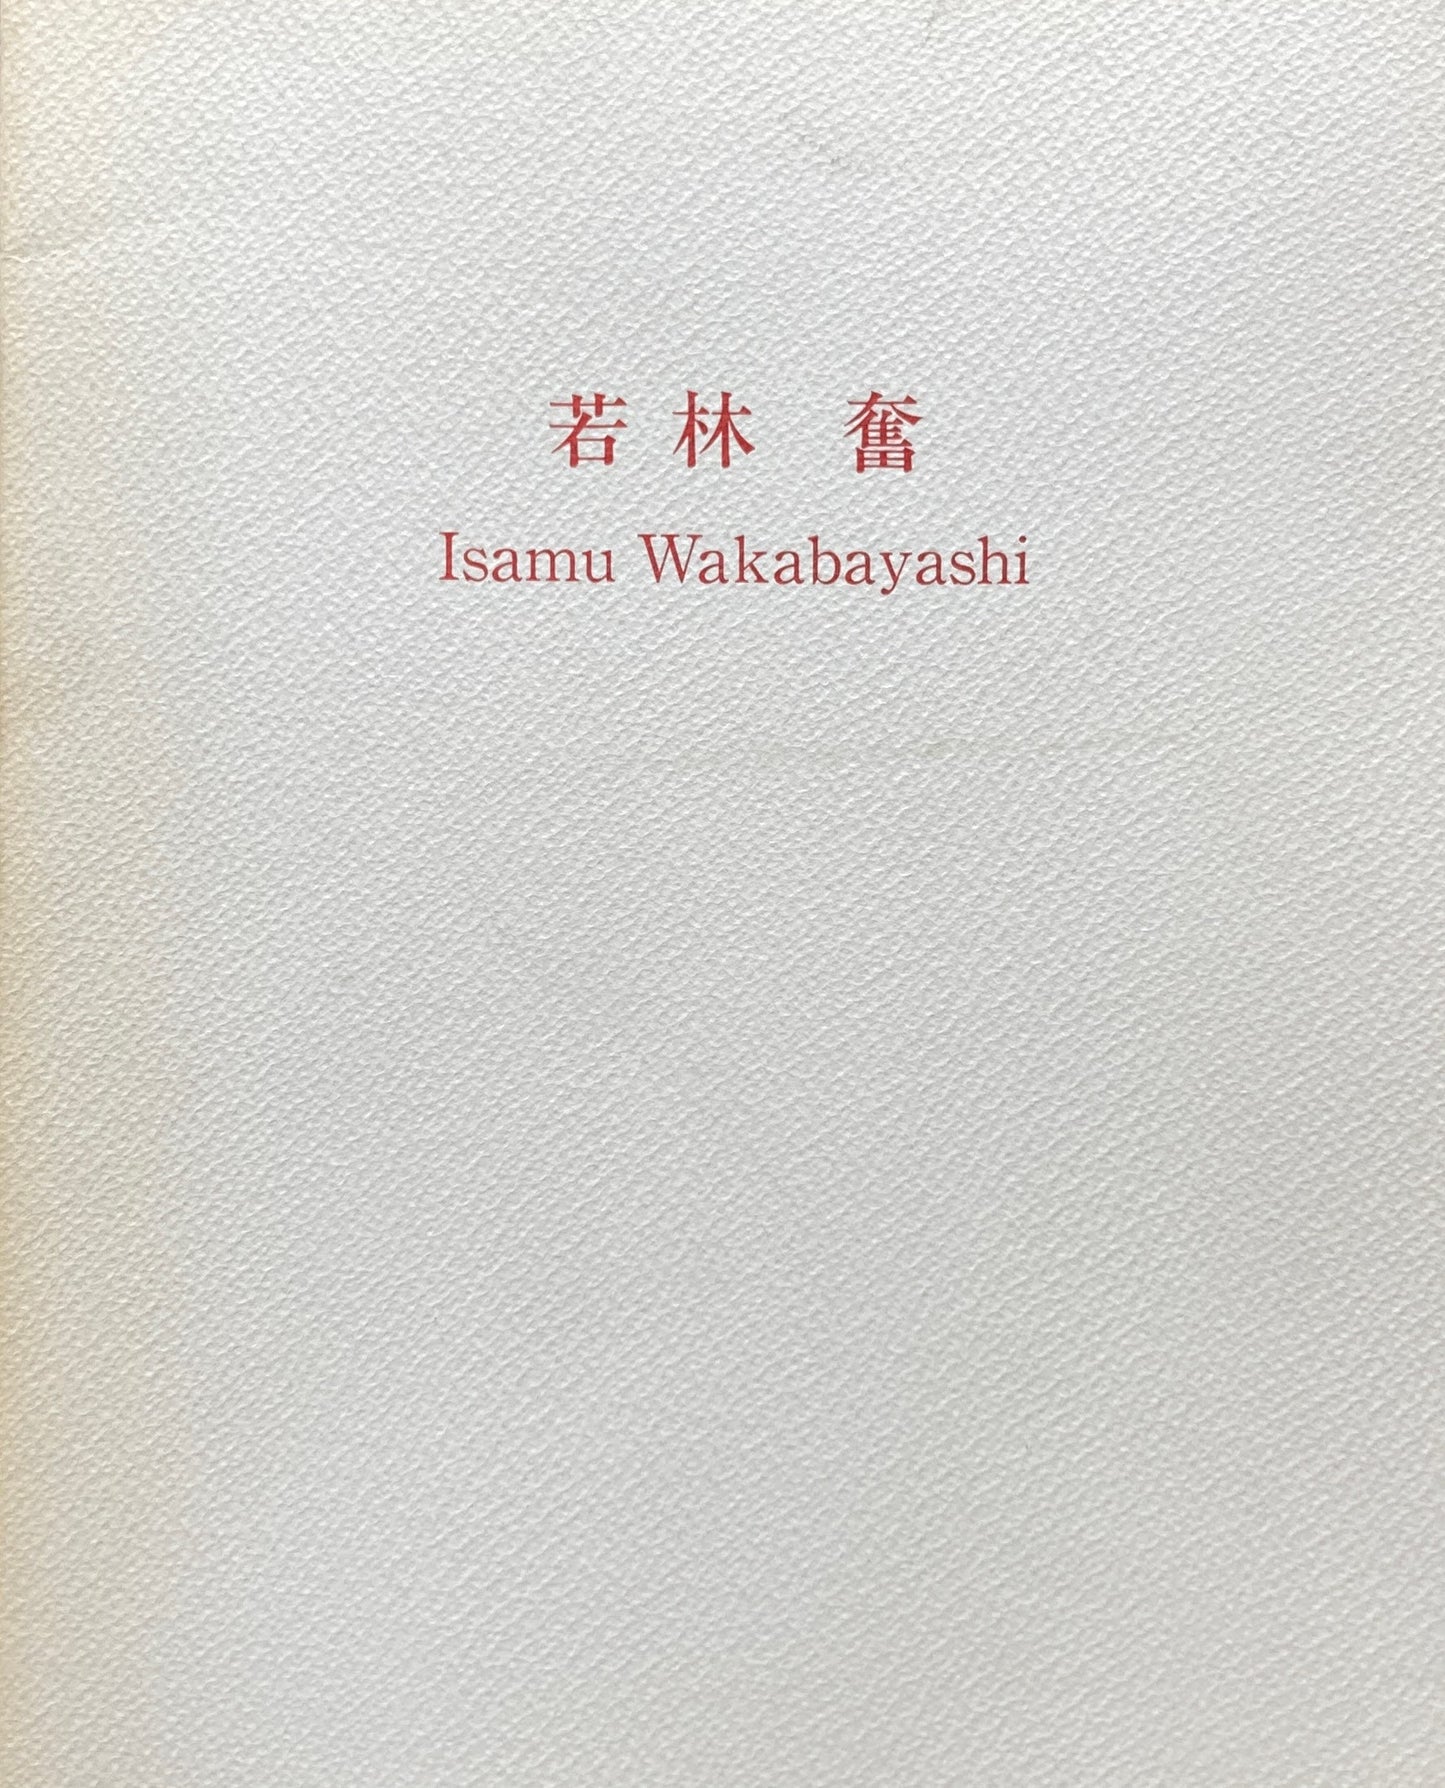 若林　奮
Isamu Wakabayashi